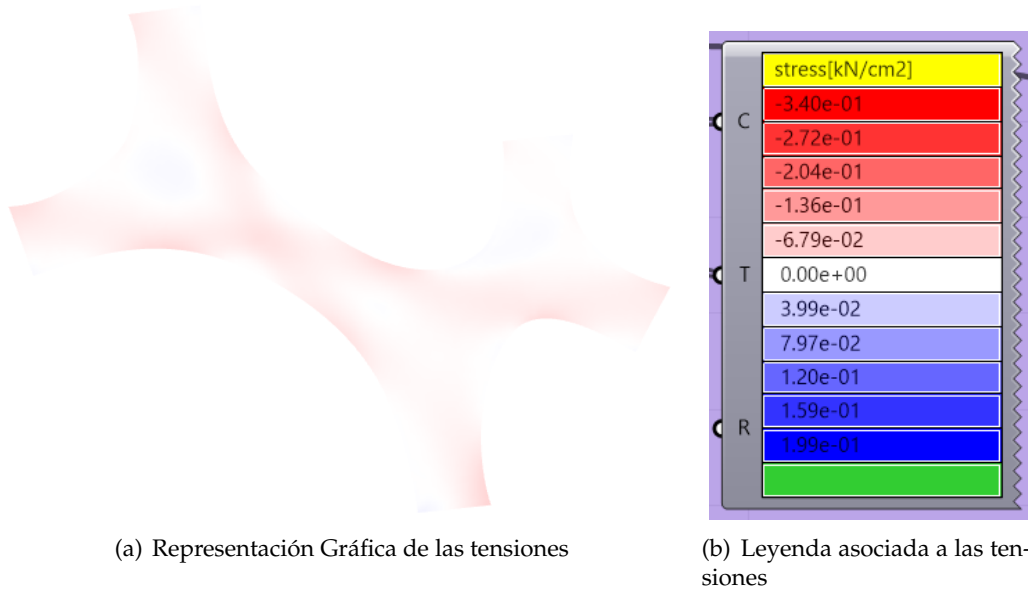 stress[kN/cm2]
-3.40e-01
-2.72e-01
C
-2.04e-01
-1.36e-01
-6.79e-02
T
0.00e+00
3.99e-02
7.97e-02
1.20e-01
1.59e-01
R
1.99e-01
(a) Representación Gráfica de las tensiones
(b) Leyenda asociada a las ten-
siones